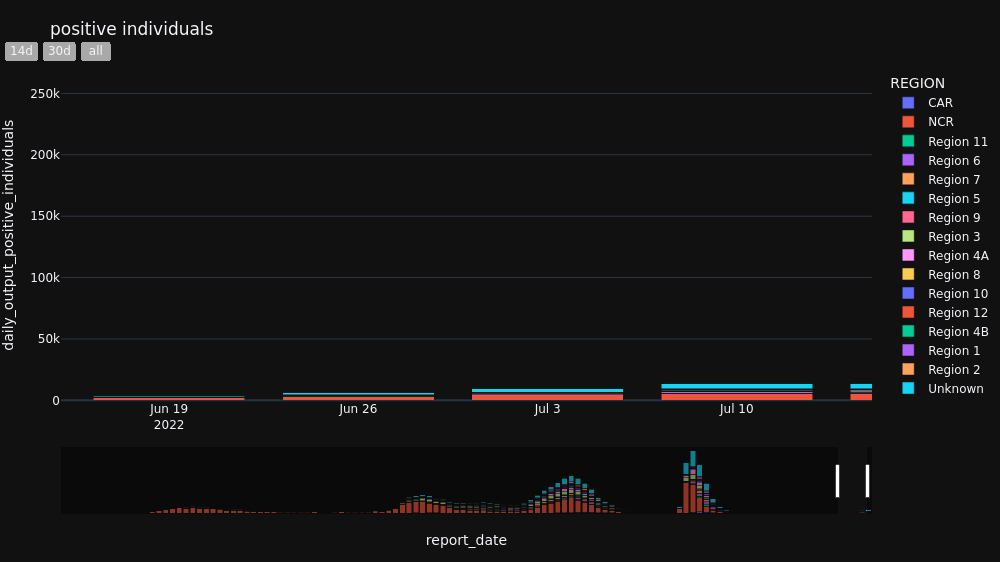 positive individuals
14d 30d all
daily_output_positive_individuals
250k
200k
150k
100k
50k
0
Jun 19 Jun 26 Jul 3 Jul 10
2022
report_date
REGION
CAR
NCR
Region 11
Region 6
Region 7
Region 5
Region 9
Region 3
Region 4A
Region 8
Region 10
Region 12
Region 4B
Region 1
Region 2
Unknown